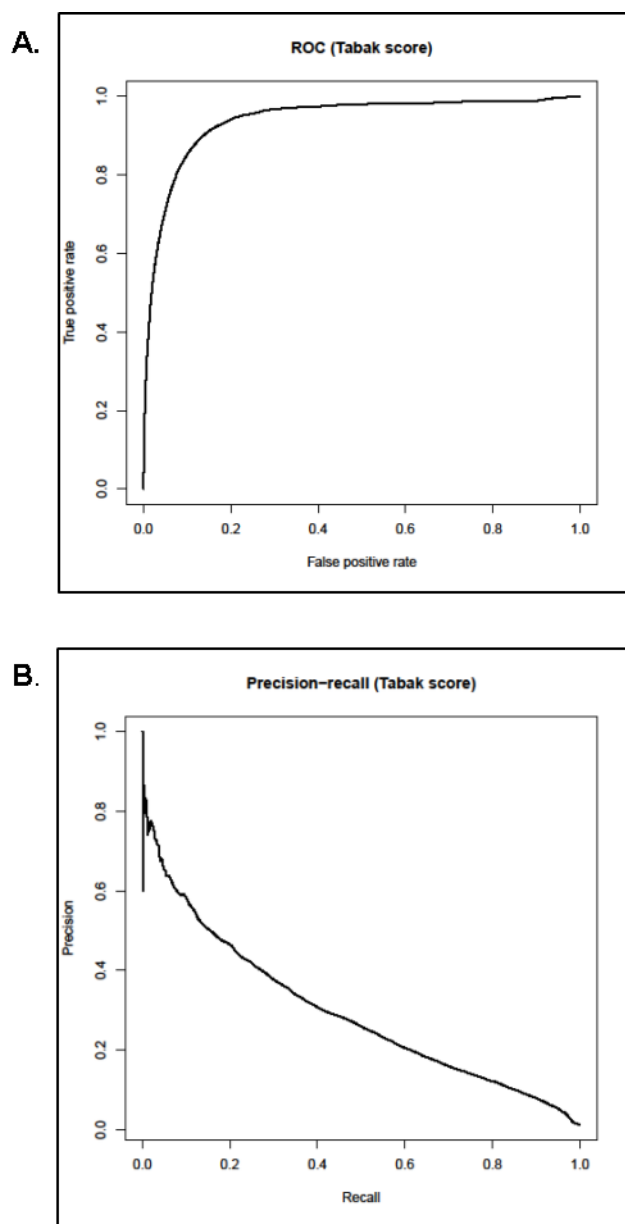 A.
ROC (Tabak score)
True positive rate
1.0
0.8
0.6
0.4
0.2
0.0
0.0 0.2 0.4 0.6 0.8 1.0
False positive rate
B.
Precision−recall (Tabak score)
Precision
1.0
0.8
0.6
0.4
0.2
0.0
0.0 0.2 0.4 0.6 0.8 1.0
Recall